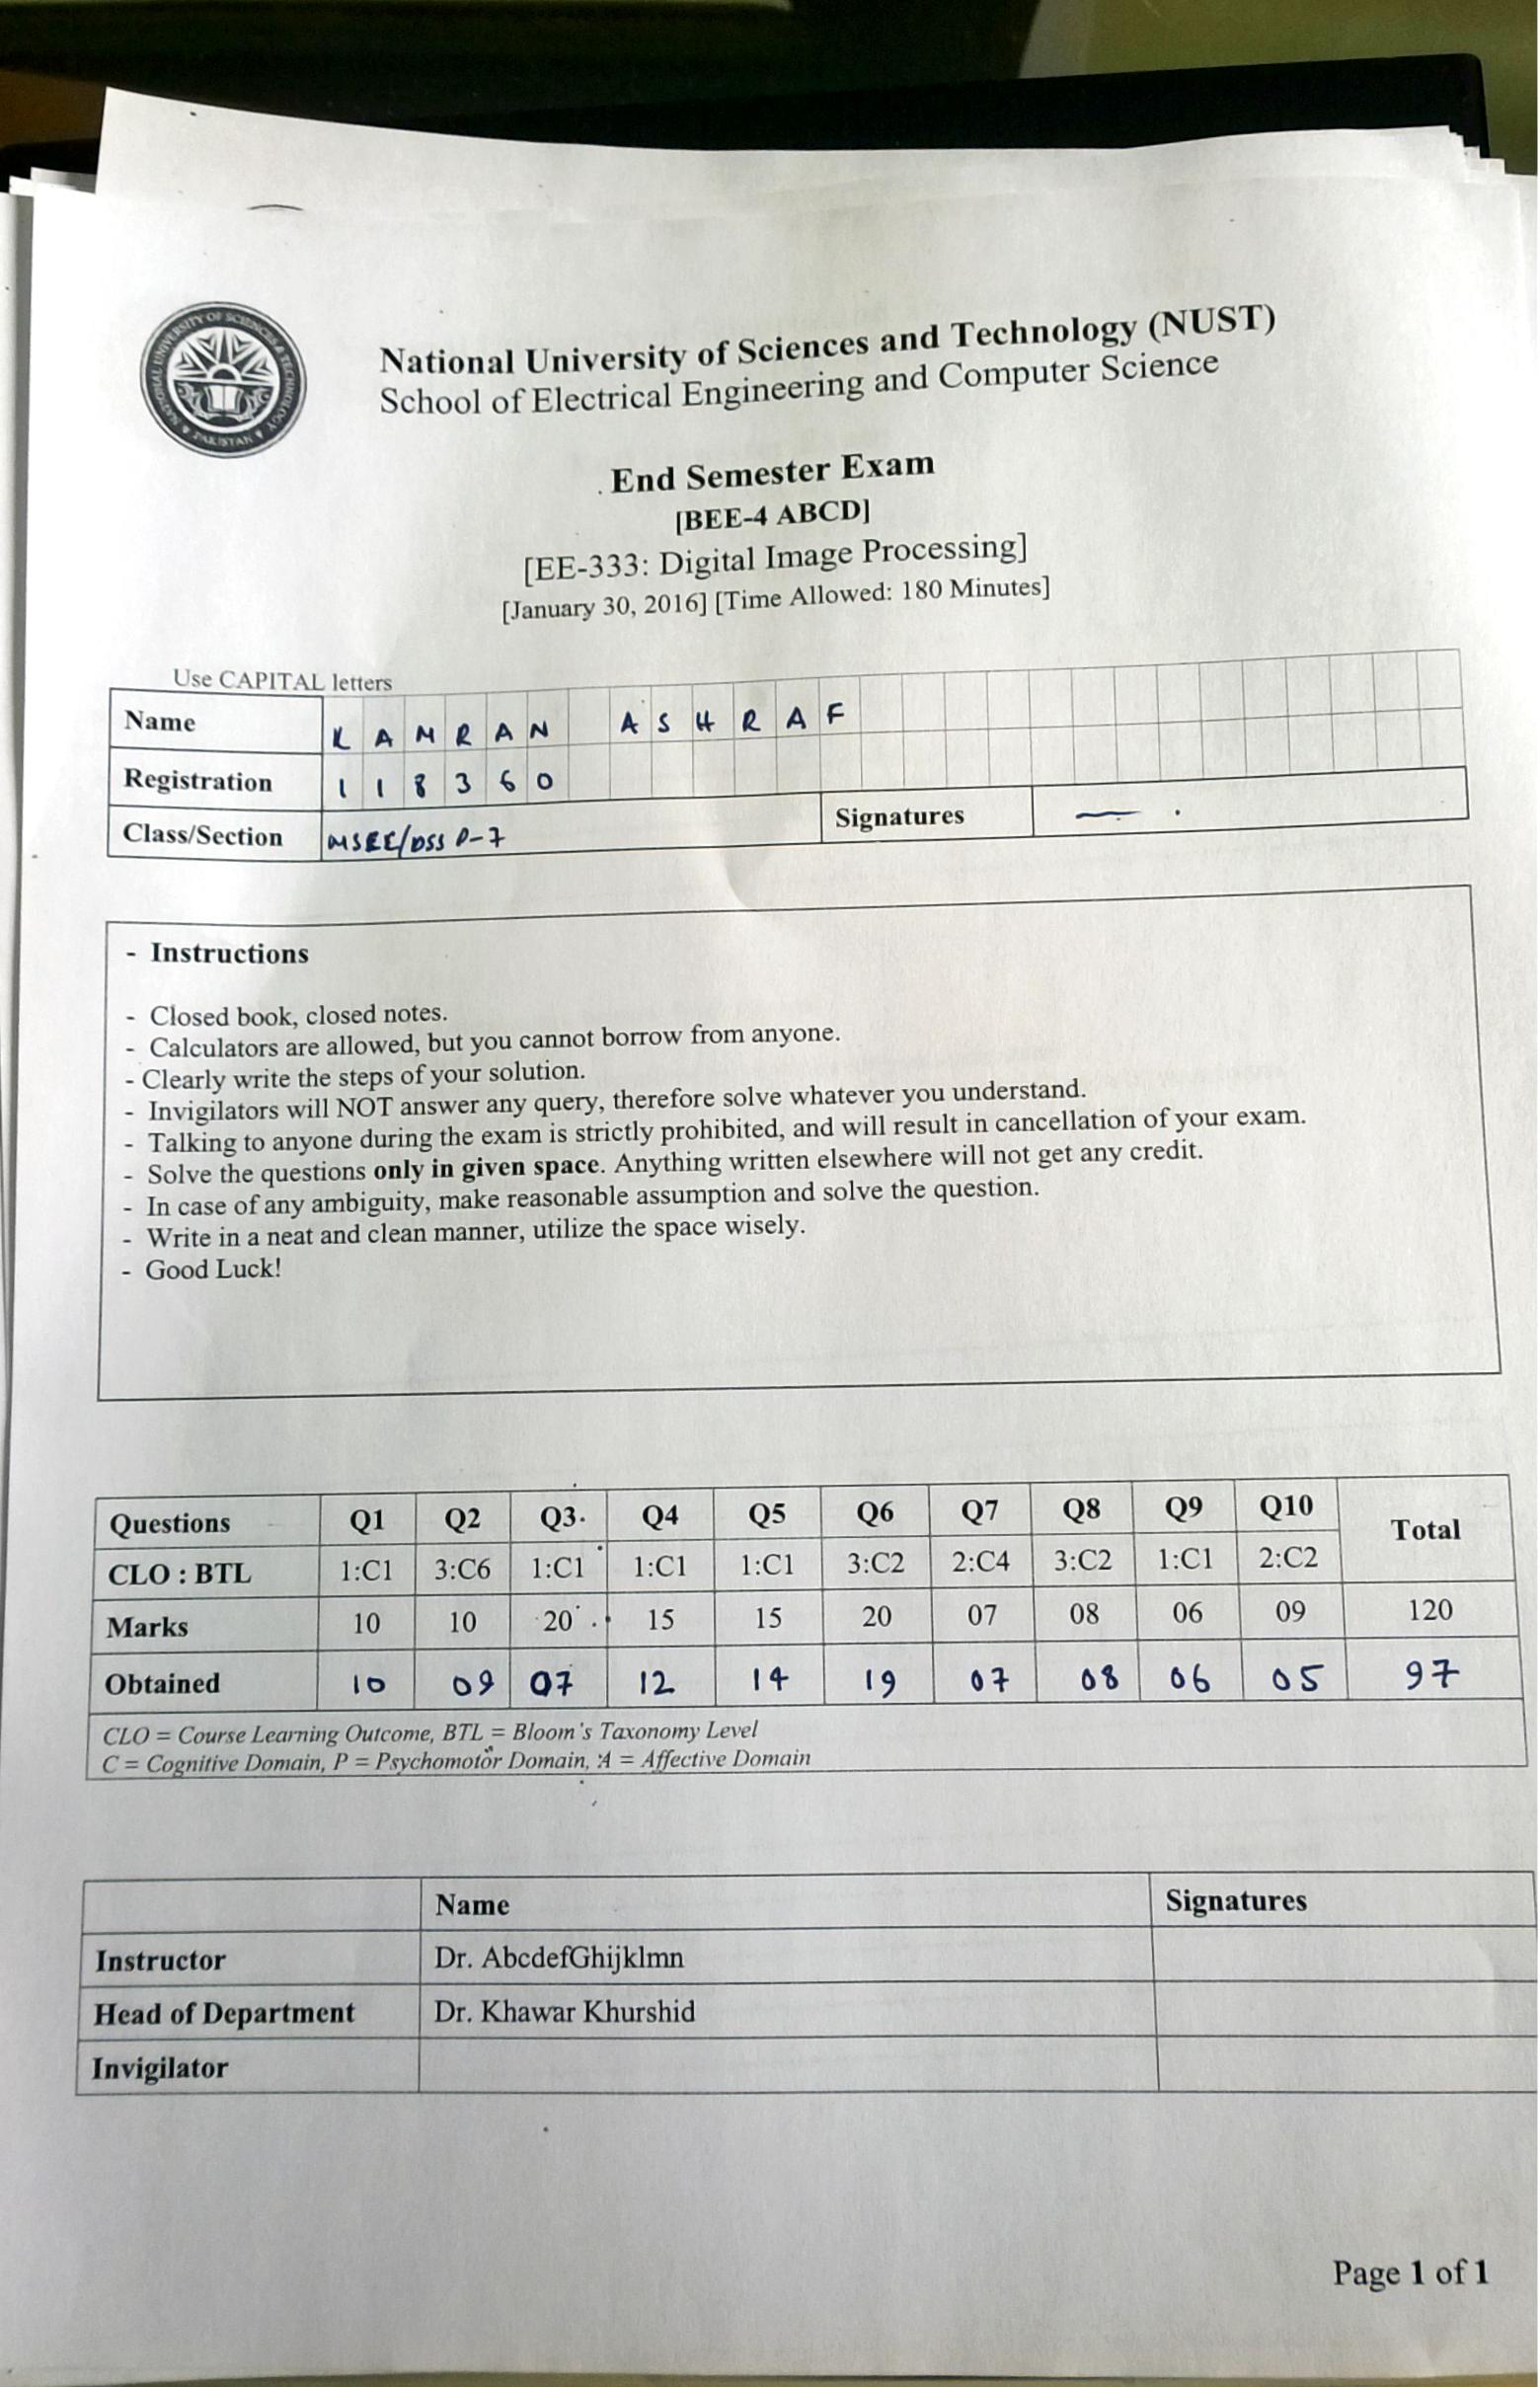 NATIONAL UNIVERSITY OF SCIENCES & TECHNOLOGY
PAKISTAN
National University of Sciences and Technology (NUST)
School of Electrical Engineering and Computer Science
End Semester Exam
[BEE-4 ABCD]
[EE-333: Digital Image Processing]
[January 30, 2016] [Time Allowed: 180 Minutes]
Use CAPITAL letters
Name KAMRAN ASHRAF
Registration 118360
Class/Section MSEE/DSS P-7 Signatures
- Instructions
- Closed book, closed notes.
- Calculators are allowed, but you cannot borrow from anyone.
- Clearly write the steps of your solution.
- Invigilators will NOT answer any query, therefore solve whatever you understand.
- Talking to anyone during the exam is strictly prohibited, and will result in cancellation of your exam.
- Solve the questions only in given space. Anything written elsewhere will not get any credit.
- In case of any ambiguity, make reasonable assumption and solve the question.
- Write in a neat and clean manner, utilize the space wisely.
- Good Luck!
Questions Q1 Q2 Q3 Q4 Q5 Q6 Q7 Q8 Q9 Q10 Total
CLO : BTL 1:C1 3:C6 1:C1 1:C1 1:C1 3:C2 2:C4 3:C2 1:C1 2:C2
Marks 10 10 20 15 15 20 07 08 06 09 120
Obtained 10 09 07 12 14 19 07 08 06 05 97
CLO = Course Learning Outcome, BTL = Bloom's Taxonomy Level
C = Cognitive Domain, P = Psychomotor Domain, A = Affective Domain
Name Signatures
Instructor Dr. AbcdefGhijklmn
Head of Department Dr. Khawar Khurshid
Invigilator
Page 1 of 1